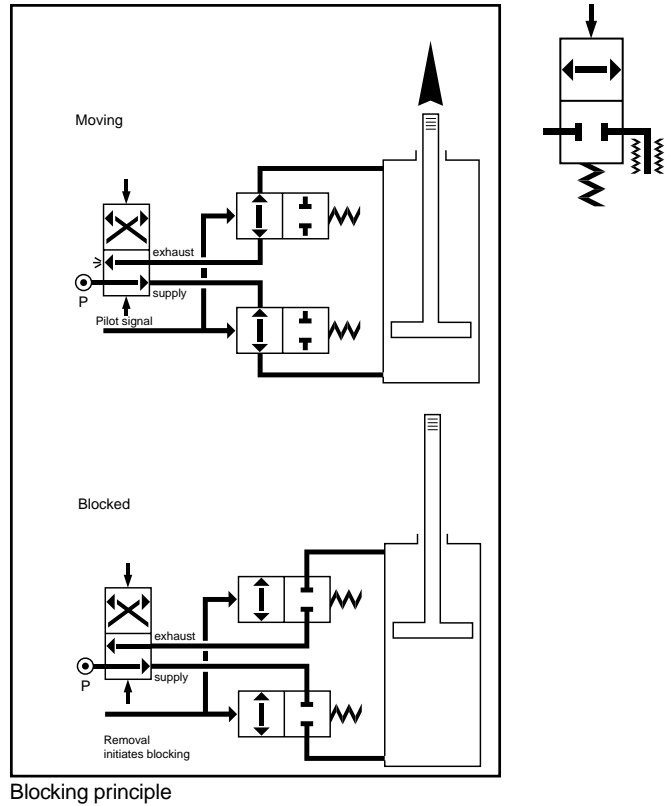 Moving
exhaust
P
supply
Pilot signal
Blocked
exhaust
P
supply
Removal
initiates blocking
Blocking principle